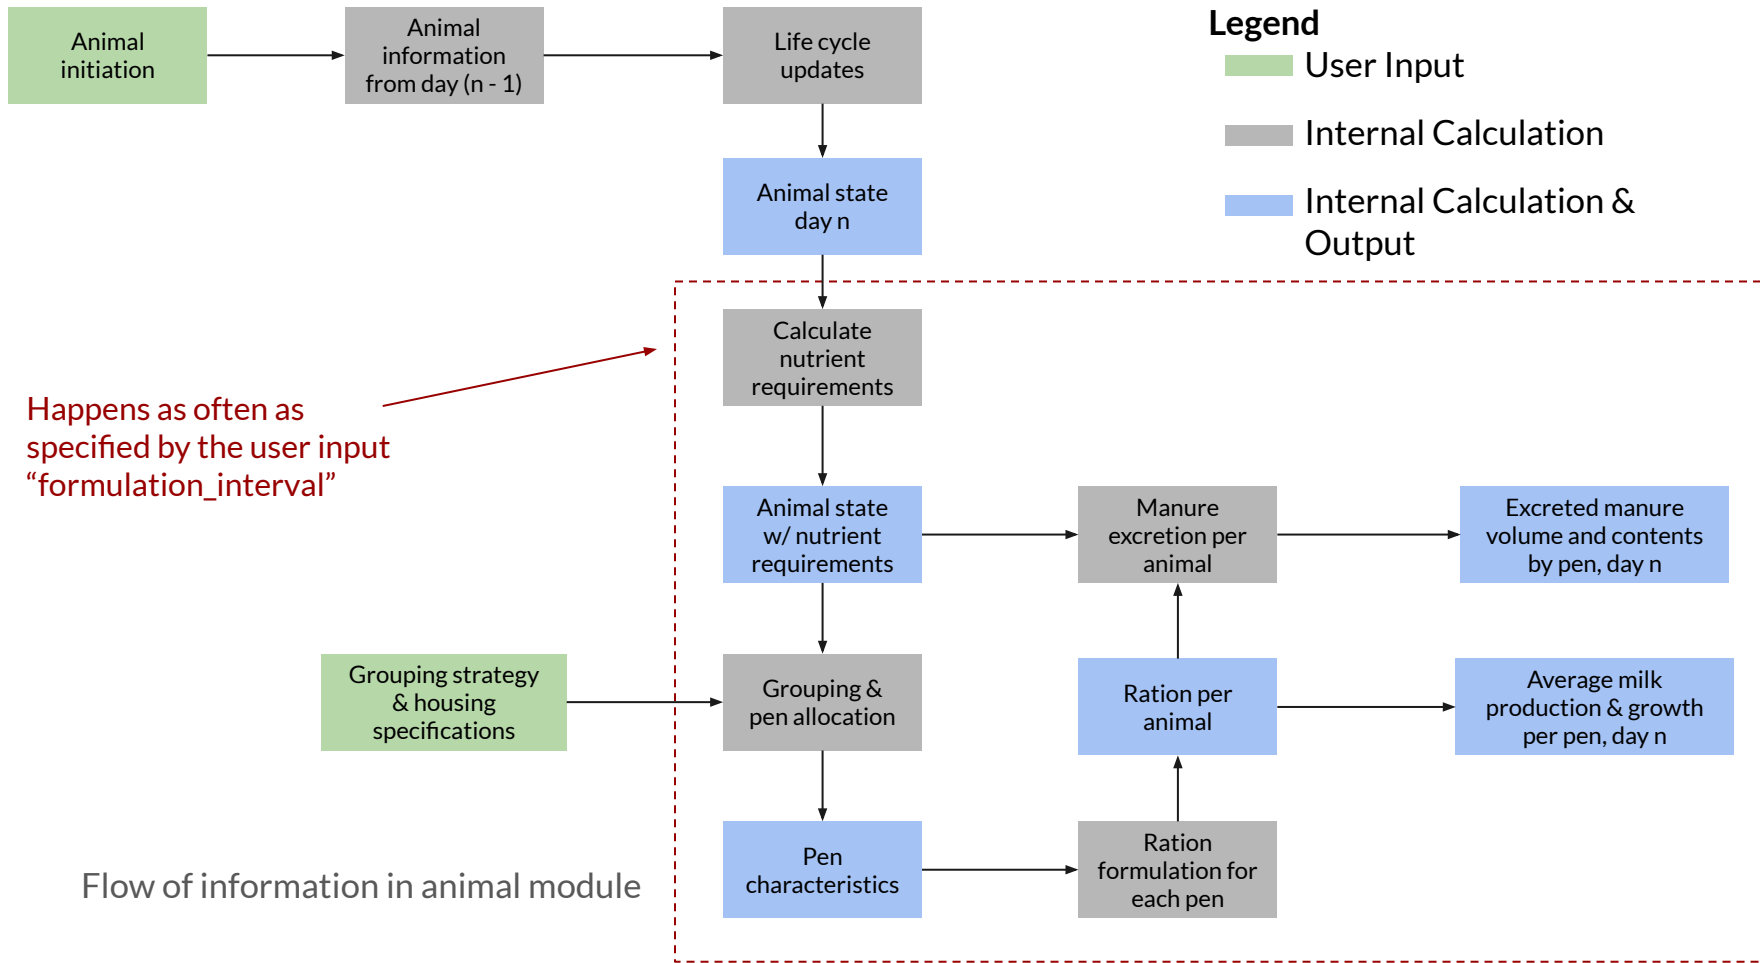 Animal
initiation
Animal
information
from day (n - 1)
Life cycle
updates
Legend
User Input
Internal Calculation
Internal Calculation &
Output
Animal state
day n
Calculate
nutrient
requirements
Happens as often as
specified by the user input
“formulation_interval”
Animal state
w/ nutrient
requirements
Manure
excretion per
animal
Excreted manure
volume and contents
by pen, day n
Grouping strategy
& housing
specifications
Grouping &
pen allocation
Ration per
animal
Average milk
production & growth
per pen, day n
Pen
characteristics
Ration
formulation for
each pen
Flow of information in animal module